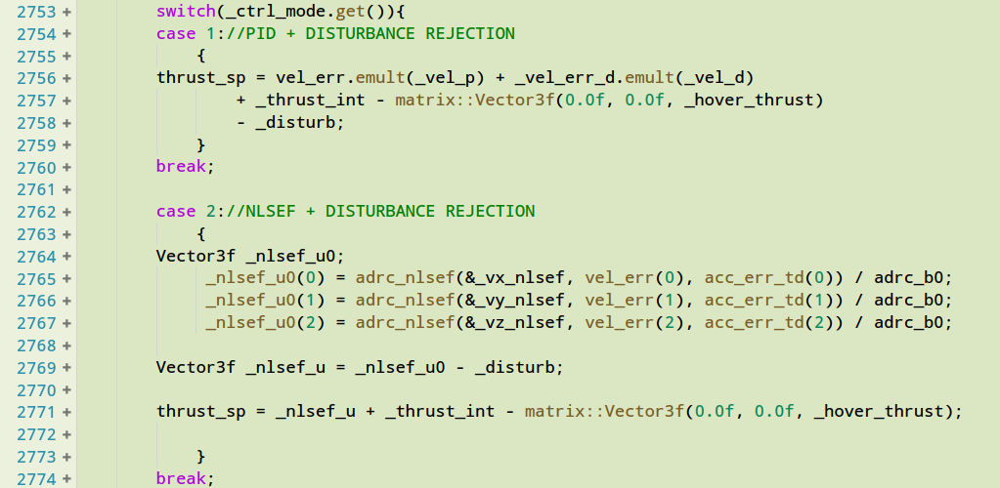 2753 + switch(_ctrl_mode.get()){
2754 + case 1://PID + DISTURBANCE REJECTION
2755 + {
2756 + thrust_sp = vel_err.emult(_vel_p) + _vel_err_d.emult(_vel_d)
2757 + + _thrust_int - matrix::Vector3f(0.0f, 0.0f, _hover_thrust)
2758 + - _disturb;
2759 + }
2760 + break;
2761 +
2762 + case 2://NLSEF + DISTURBANCE REJECTION
2763 + {
2764 + Vector3f _nlsef_u0;
2765 + _nlsef_u0(0) = adrc_nlsef(&_vx_nlsef, vel_err(0), acc_err_td(0)) / adrc_b0;
2766 + _nlsef_u0(1) = adrc_nlsef(&_vy_nlsef, vel_err(1), acc_err_td(1)) / adrc_b0;
2767 + _nlsef_u0(2) = adrc_nlsef(&_vz_nlsef, vel_err(2), acc_err_td(2)) / adrc_b0;
2768 +
2769 + Vector3f _nlsef_u = _nlsef_u0 - _disturb;
2770 +
2771 + thrust_sp = _nlsef_u + _thrust_int - matrix::Vector3f(0.0f, 0.0f, _hover_thrust);
2772 +
2773 + }
2774 + break;